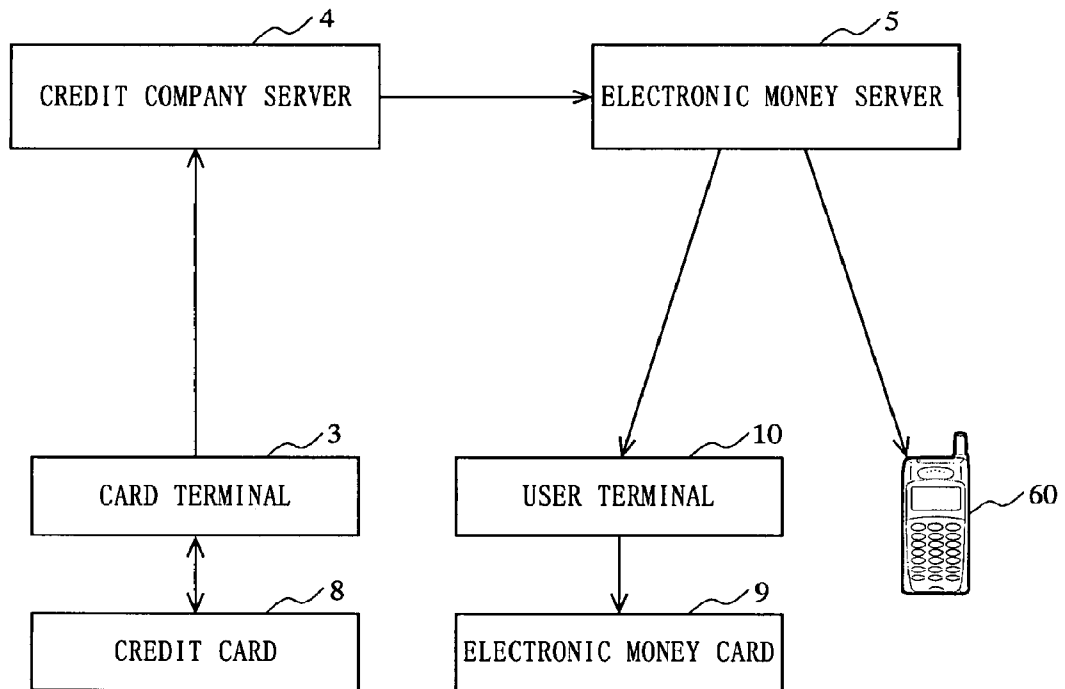 4
5
CREDIT COMPANY SERVER
ELECTRONIC MONEY SERVER
3
10
CARD TERMINAL
USER TERMINAL
60
8
9
CREDIT CARD
ELECTRONIC MONEY CARD